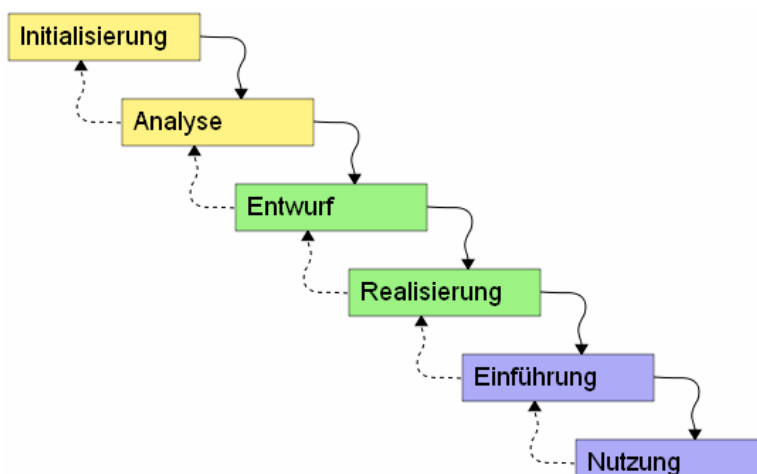 Initialisierung
Analyse
Entwurf
Realisierung
Einführung
Nutzung